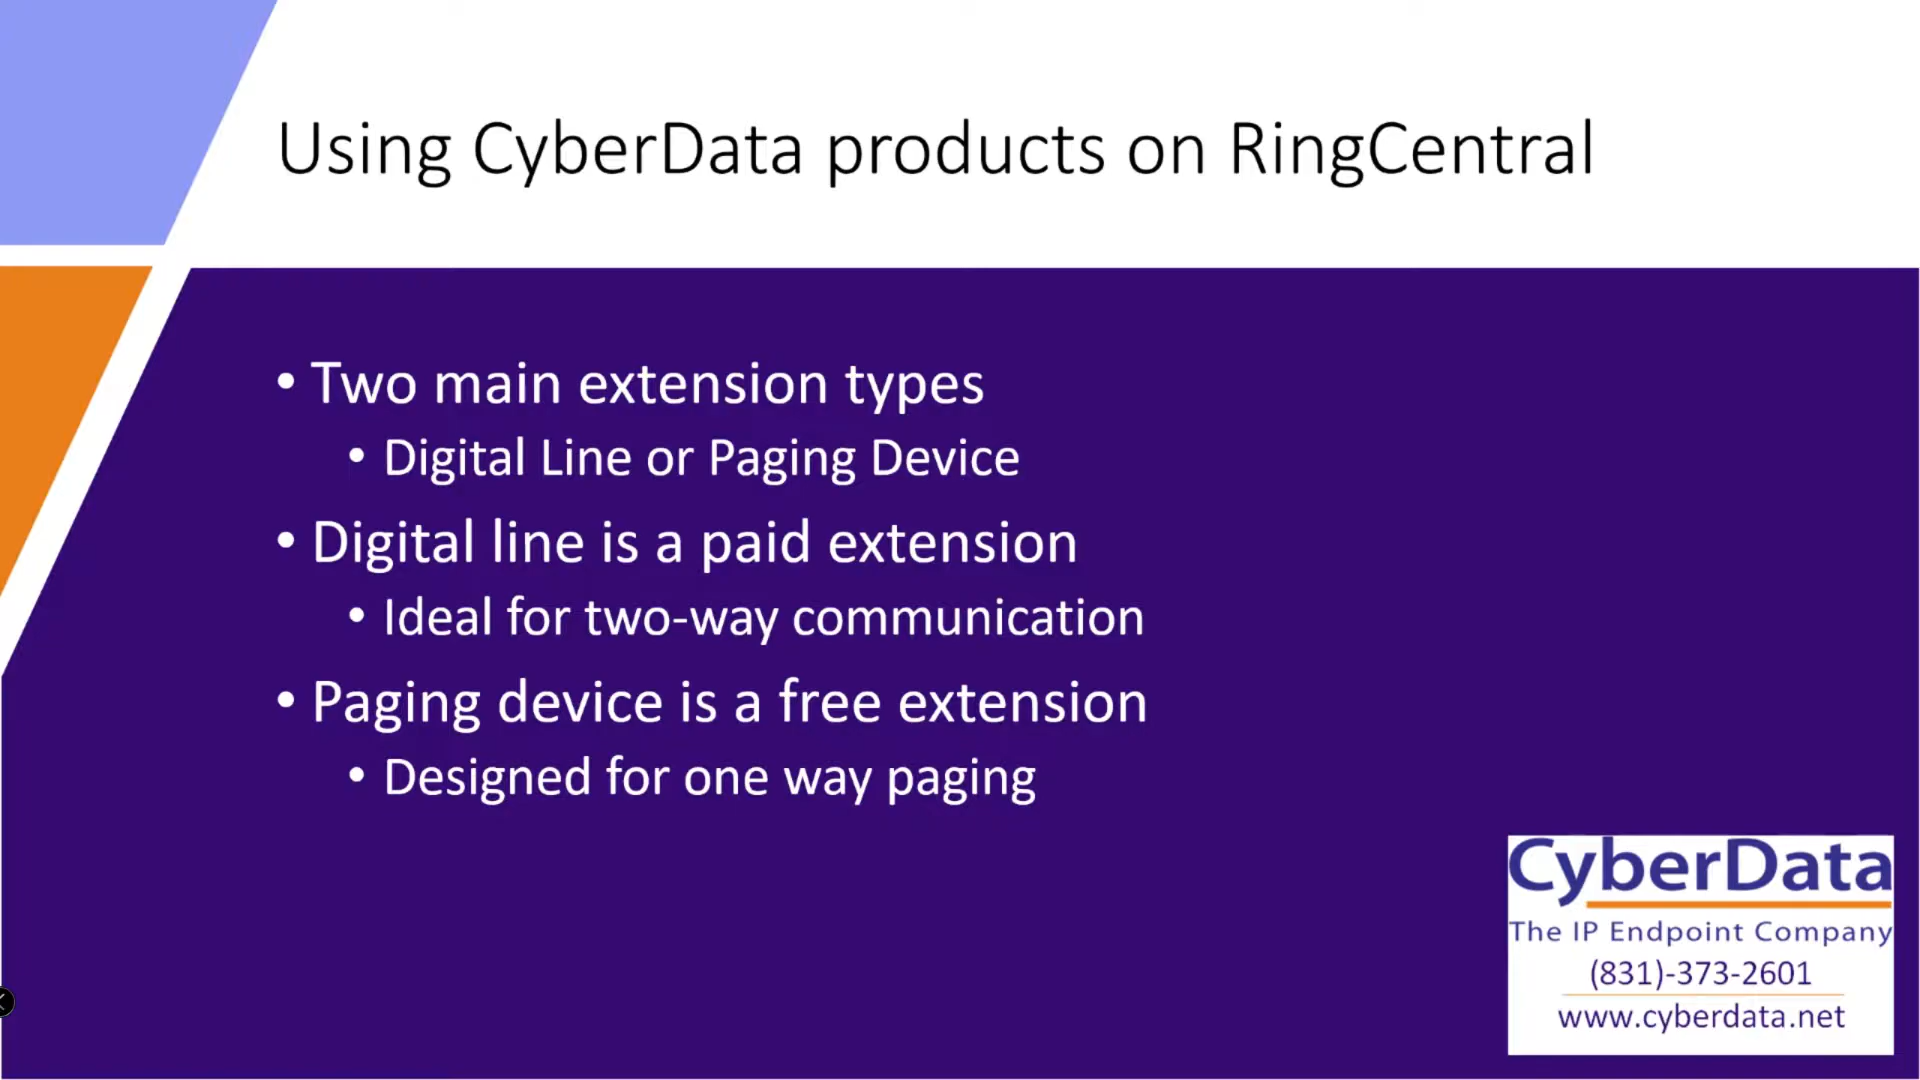 Using CyberData products on RingCentral
• Two main extension types
• Digital Line or Paging Device
• Digital line is a paid extension
• Ideal for two-way communication
• Paging device is a free extension
• Designed for one way paging
CyberData
The IP Endpoint Company
(831)-373-2601
www.cyberdata.net